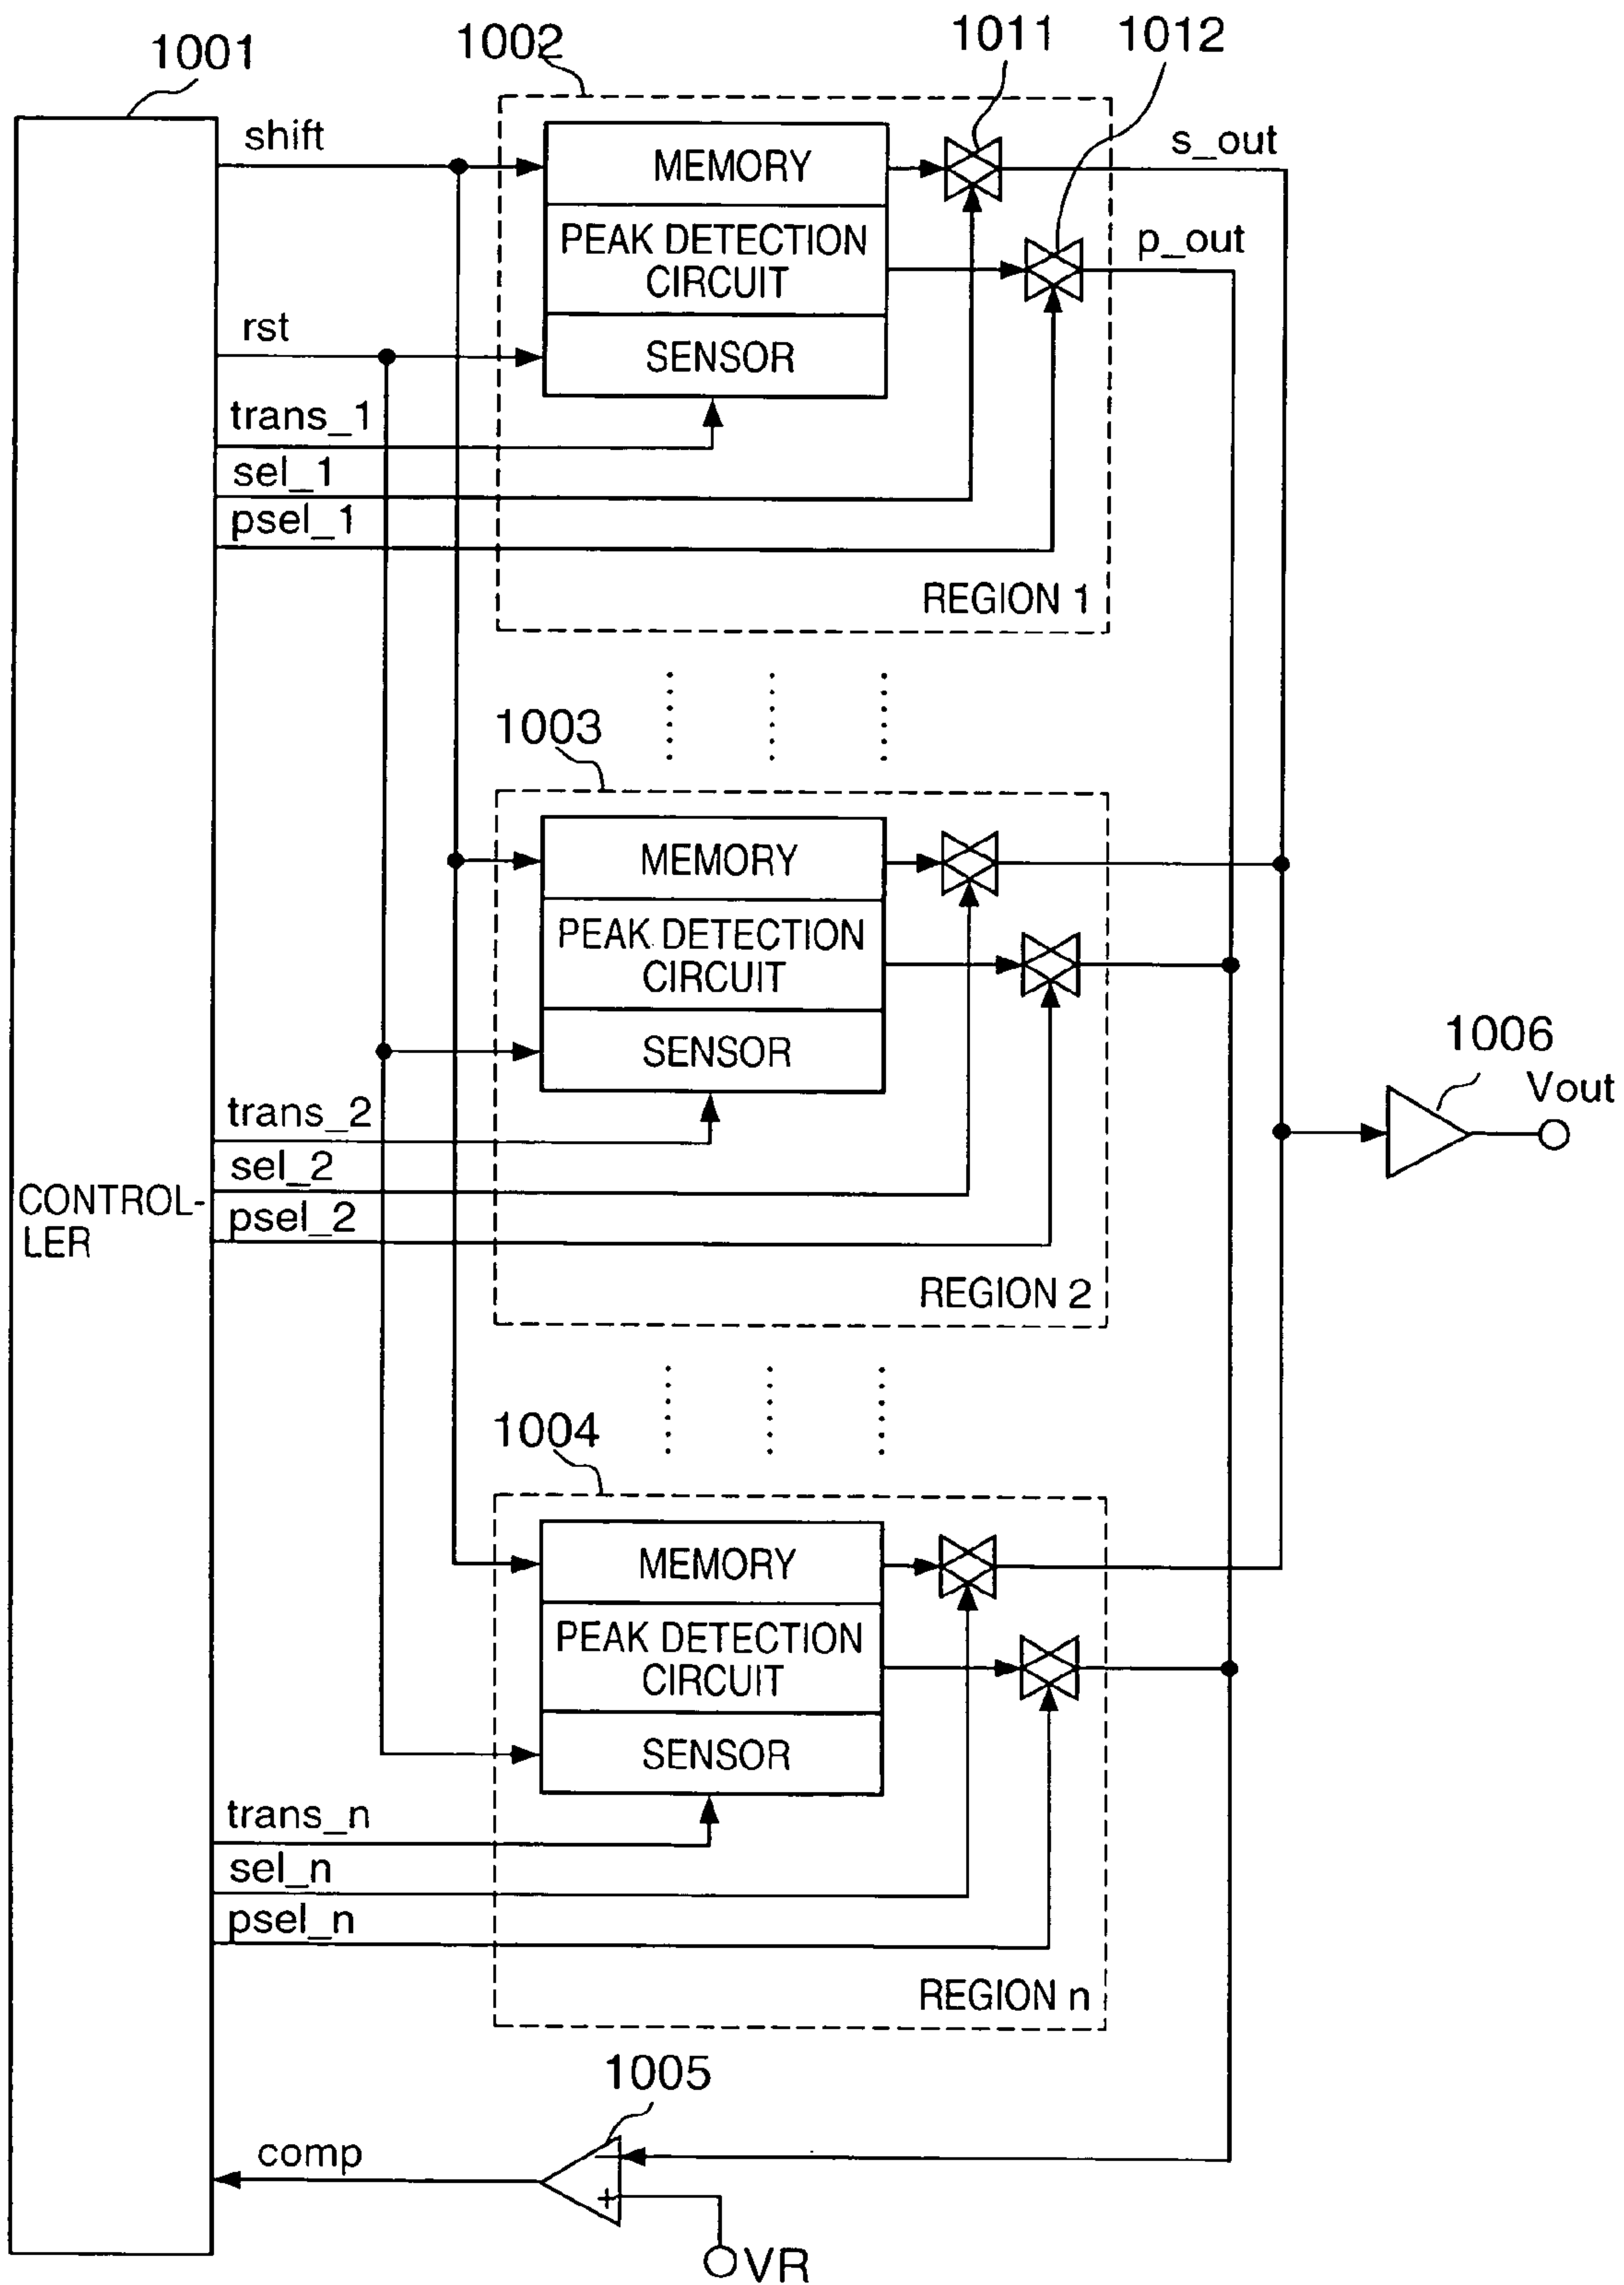 1001
1002
1011
1012
shift
MEMORY
s_out
PEAK DETECTION
CIRCUIT
p_out
rst
SENSOR
trans_1
sel_1
psel_1
REGION 1
1003
MEMORY
PEAK DETECTION
CIRCUIT
SENSOR
1006
Vout
trans_2
sel_2
psel_2
CONTROL-
LER
REGION 2
1004
MEMORY
PEAK DETECTION
CIRCUIT
SENSOR
trans_n
sel_n
psel_n
REGION n
1005
comp
−
+
VR